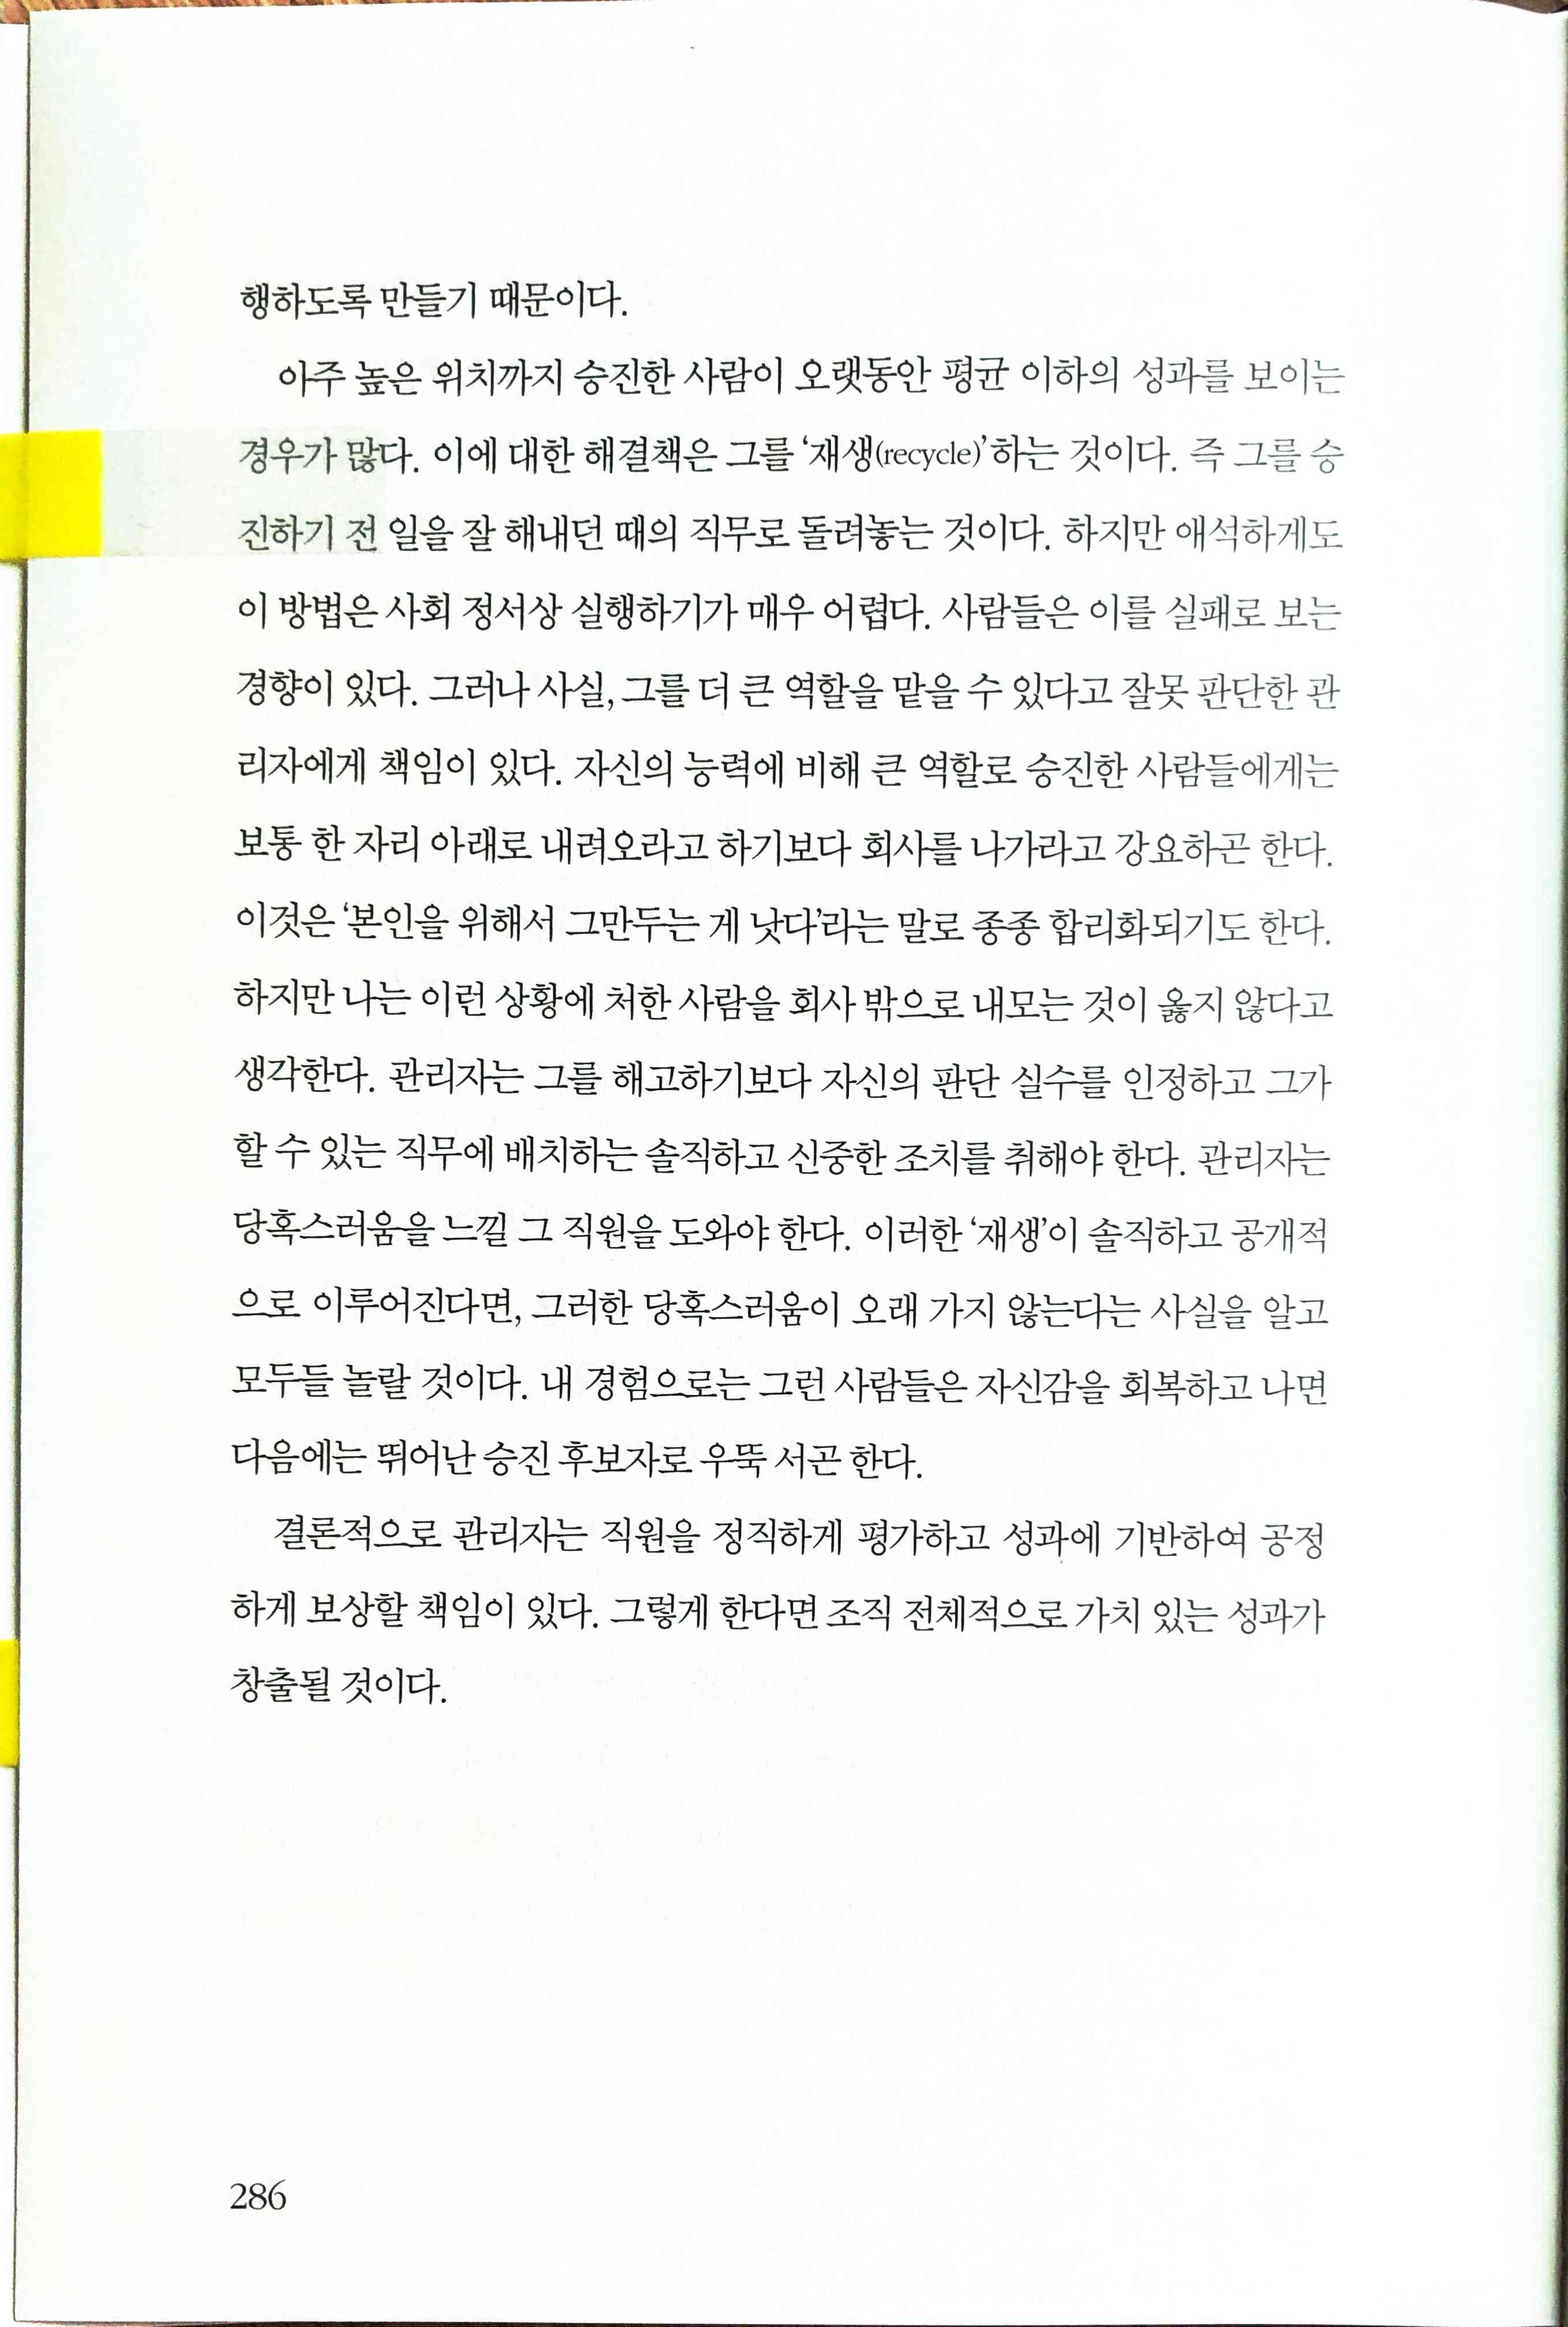 행하도록 만들기 때문이다.
아주 높은 위치까지 승진한 사람이 오랫동안 평균 이하의 성과를 보이는
경우가 많다. 이에 대한 해결책은 그를 ‘재생(recycle)’하는 것이다. 즉 그를 승
진하기 전 일을 잘 해내던 때의 직무로 돌려놓는 것이다. 하지만 애석하게도
이 방법은 사회 정서상 실행하기가 매우 어렵다. 사람들은 이를 실패로 보는
경향이 있다. 그러나 사실, 그를 더 큰 역할을 맡을 수 있다고 잘못 판단한 관
리자에게 책임이 있다. 자신의 능력에 비해 큰 역할로 승진한 사람들에게는
보통 한 자리 아래로 내려오라고 하기보다 회사를 나가라고 강요하곤 한다.
이것은 ‘본인을 위해서 그만두는 게 낫다’라는 말로 종종 합리화되기도 한다.
하지만 나는 이런 상황에 처한 사람을 회사 밖으로 내모는 것이 옳지 않다고
생각한다. 관리자는 그를 해고하기보다 자신의 판단 실수를 인정하고 그가
할 수 있는 직무에 배치하는 솔직하고 신중한 조치를 취해야 한다. 관리자는
당혹스러움을 느낄 그 직원을 도와야 한다. 이러한 ‘재생’이 솔직하고 공개적
으로 이루어진다면, 그러한 당혹스러움이 오래 가지 않는다는 사실을 알고
모두들 놀랄 것이다. 내 경험으로는 그런 사람들은 자신감을 회복하고 나면
다음에는 뛰어난 승진 후보자로 우뚝 서곤 한다.
결론적으로 관리자는 직원을 정직하게 평가하고 성과에 기반하여 공정
하게 보상할 책임이 있다. 그렇게 한다면 조직 전체적으로 가치 있는 성과가
창출될 것이다.
286